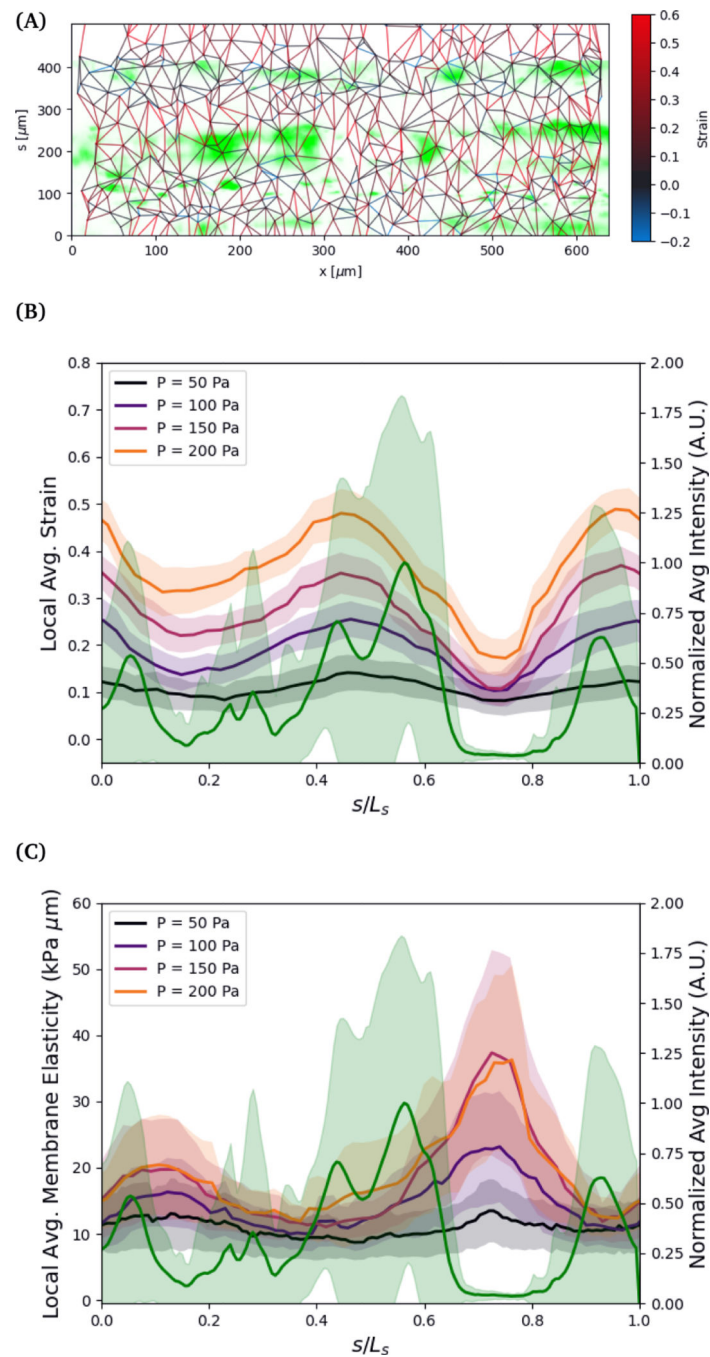 (A)
400
300
200
100
0
s [μm]
0 100 200 300 400 500 600
x [μm]
0.6
0.5
0.4
0.3
0.2
0.1
0.0
−0.1
−0.2
Strain
(B)
0.8
0.7
0.6
0.5
0.4
0.3
0.2
0.1
0.0
Local Avg. Strain
P = 50 Pa
P = 100 Pa
P = 150 Pa
P = 200 Pa
2.00
1.75
1.50
1.25
1.00
0.75
0.50
0.25
0.00
Normalized Avg Intensity (A.U.)
0.0 0.2 0.4 0.6 0.8 1.0
s/Ls
(C)
60
50
40
30
20
10
0
Local Avg. Membrane Elasticity (kPa μm)
P = 50 Pa
P = 100 Pa
P = 150 Pa
P = 200 Pa
2.00
1.75
1.50
1.25
1.00
0.75
0.50
0.25
0.00
Normalized Avg Intensity (A.U.)
0.0 0.2 0.4 0.6 0.8 1.0
s/Ls